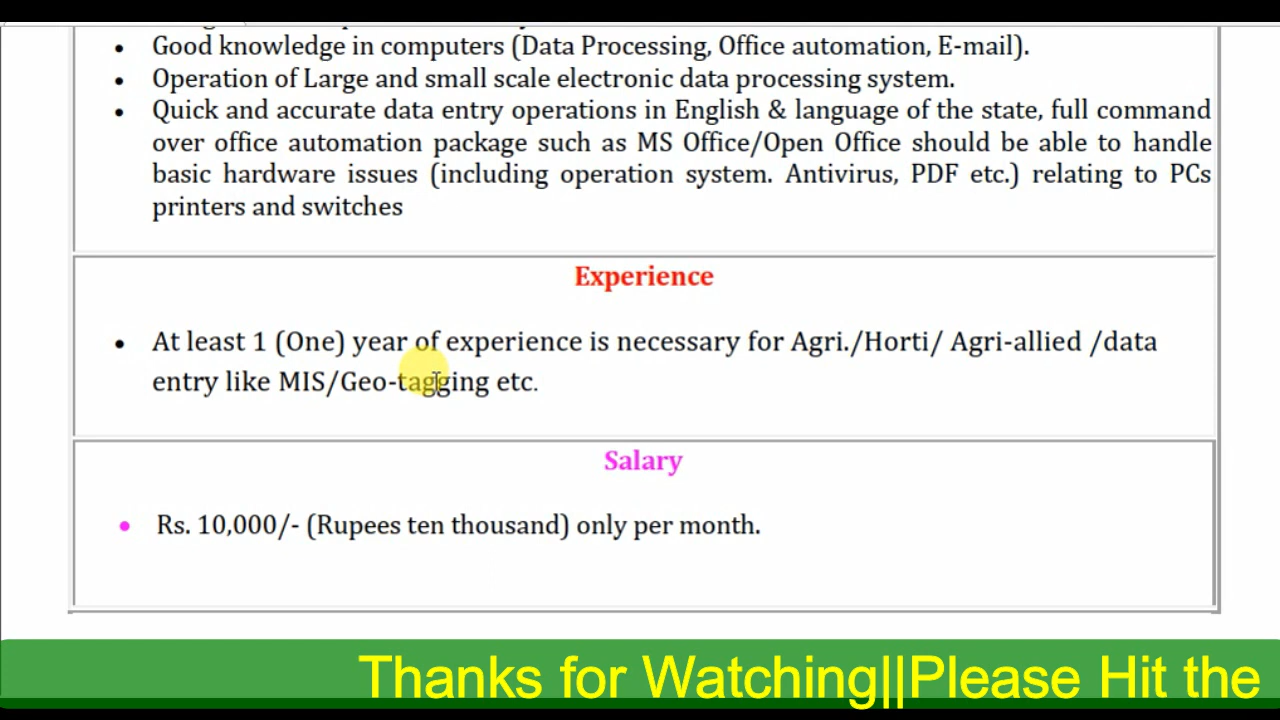 Good knowledge in computers (Data Processing, Office automation, E-mail).
Operation of Large and small scale electronic data processing system.
Quick and accurate data entry operations in English & language of the state, full command
over office automation package such as MS Office/Open Office should be able to handle
basic hardware issues (including operation system. Antivirus, PDF etc.) relating to PCs
printers and switches
Experience
At least 1 (One) year of experience is necessary for Agri./Horti/ Agri-allied /data
entry like MIS/Geo-tagging etc.
Salary
Rs. 10,000/- (Rupees ten thousand) only per month.
Thanks for Watching||Please Hit the